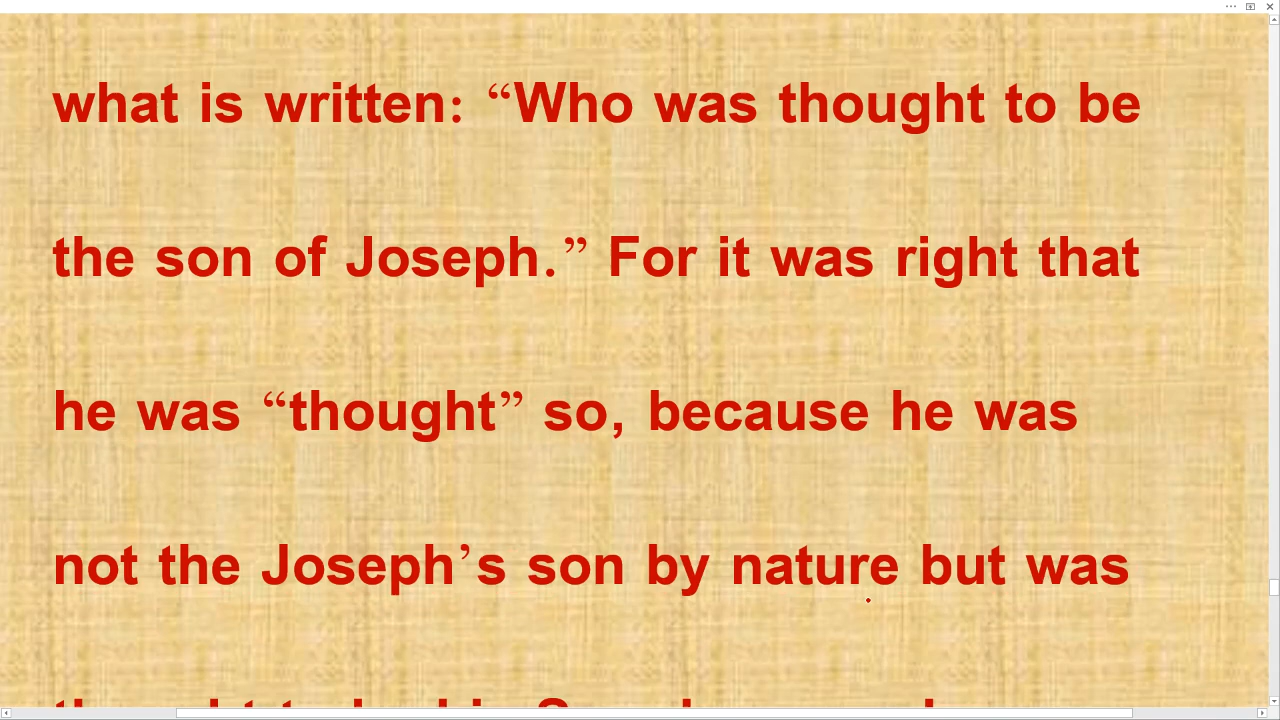 what is written: “Who was thought to be
the son of Joseph.” For it was right that
he was “thought” so, because he was
not the Joseph’s son by nature but was